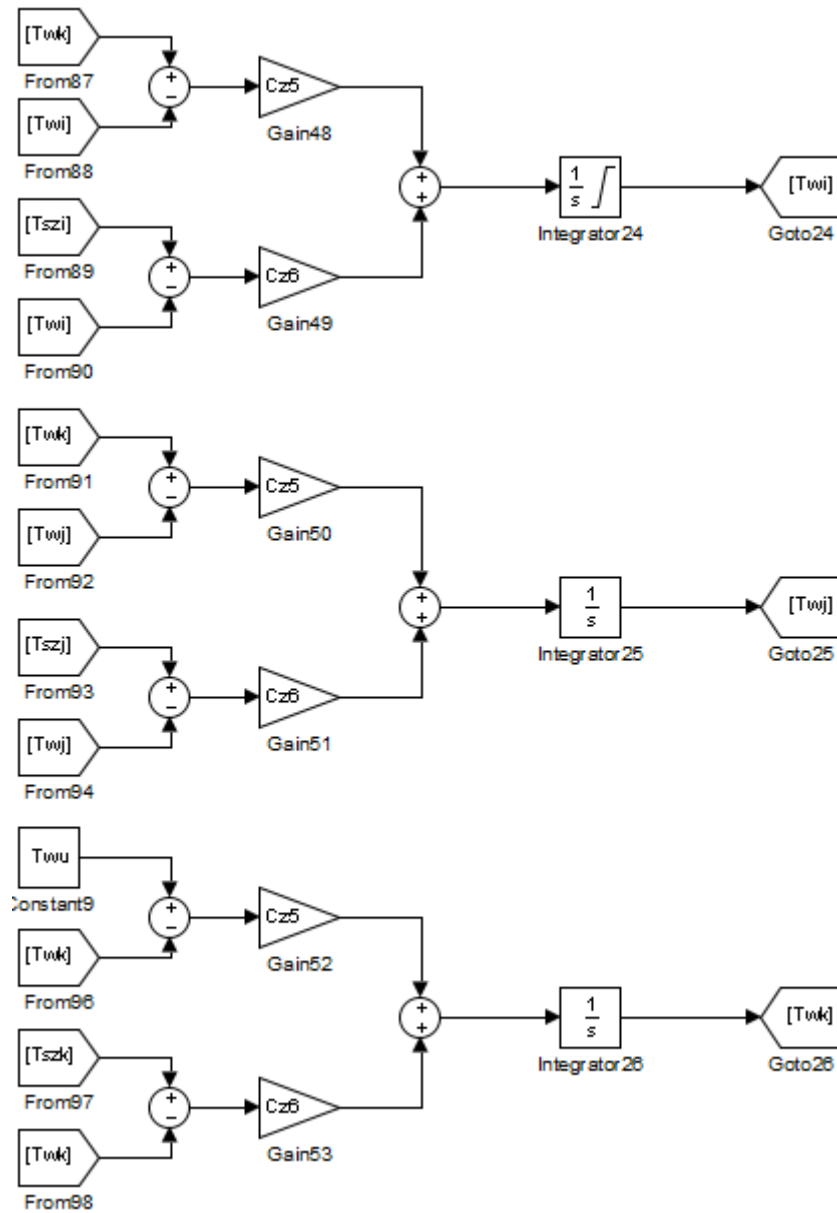 [Twk]
From87
+
−
Cz5
Gain48
[Twi]
From88
+
+
1
s
Integrator24
[Twi]
Goto24
[Tszi]
From89
+
−
Cz6
Gain49
[Twi]
From90
[Twk]
From91
+
−
Cz5
Gain50
[Twj]
From92
+
+
1
s
Integrator25
[Twj]
Goto25
[Tszj]
From93
+
−
Cz6
Gain51
[Twj]
From94
Twu
Constant9
+
−
Cz5
Gain52
[Twk]
From96
+
+
1
s
Integrator26
[Twk]
Goto26
[Tszk]
From97
+
−
Cz6
Gain53
[Twk]
From98